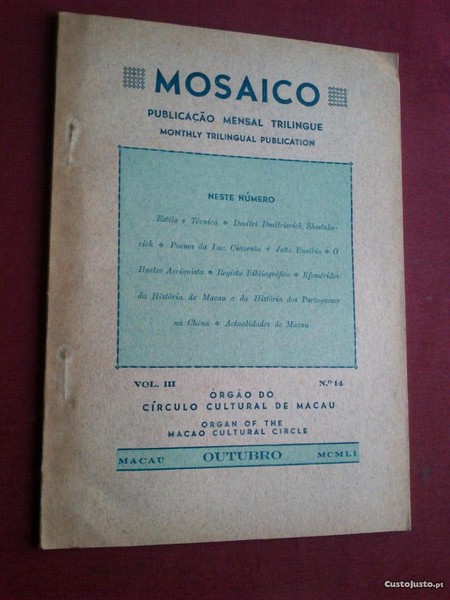 MOSAICO
PUBLICAÇÃO MENSAL TRILINGUE
MONTHLY TRILINGUAL PUBLICATION
NESTE NÚMERO
Estilo e Técnica ❖ Dmitri Dmitrievich Shostako-
vich ❖ Poema da Luz Cinzenta ❖ João Eusébio ❖ O
Ilustre Accionista ❖ Registo Bibliográfico ❖ Efemérides
da História de Macau e da História dos Portugueses
na China ❖ Actualidades de Macau
VOL. III N.º 14
ÓRGÃO DO
CÍRCULO CULTURAL DE MACAU
ORGAN OF THE
MACAO CULTURAL CIRCLE
MACAU OUTUBRO MCMLI
CustoJusto.pt